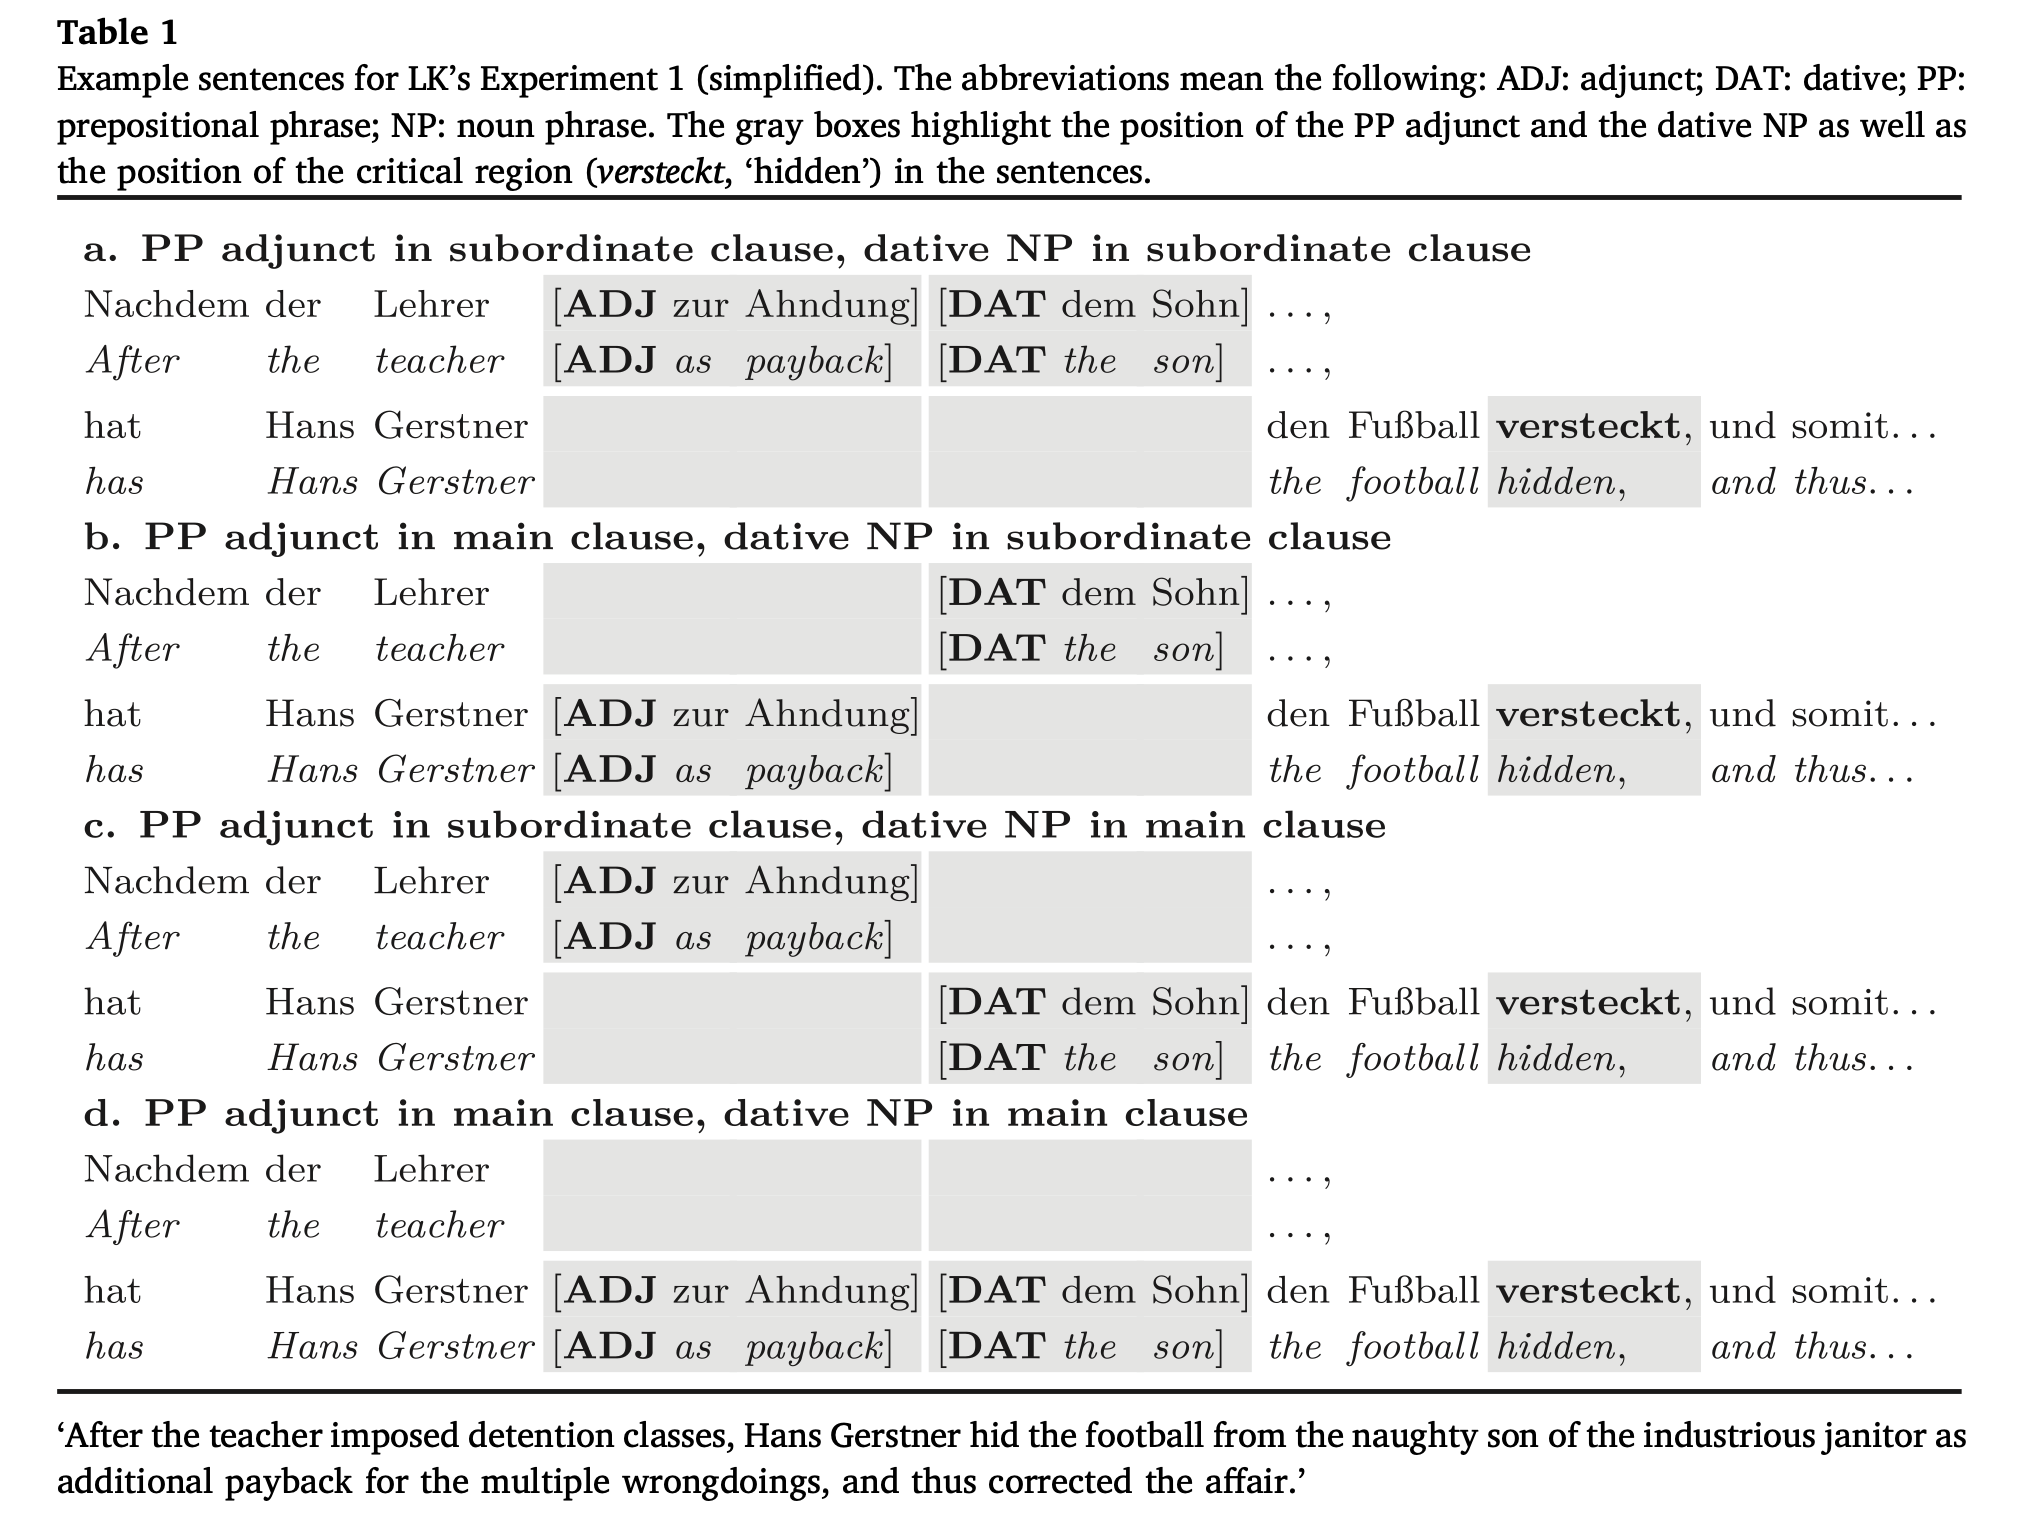 Table 1
Example sentences for LK’s Experiment 1 (simplified). The abbreviations mean the following: ADJ: adjunct; DAT: dative; PP:
prepositional phrase; NP: noun phrase. The gray boxes highlight the position of the PP adjunct and the dative NP as well as
the position of the critical region (versteckt, ‘hidden’) in the sentences.
a. PP adjunct in subordinate clause, dative NP in subordinate clause
Nachdem der Lehrer [ADJ zur Ahndung] [DAT dem Sohn] ...,
After the teacher [ADJ as payback] [DAT the son] ...,
hat Hans Gerstner den Fußball versteckt, und somit...
has Hans Gerstner the football hidden, and thus...
b. PP adjunct in main clause, dative NP in subordinate clause
Nachdem der Lehrer [DAT dem Sohn] ...,
After the teacher [DAT the son] ...,
hat Hans Gerstner [ADJ zur Ahndung] den Fußball versteckt, und somit...
has Hans Gerstner [ADJ as payback] the football hidden, and thus...
c. PP adjunct in subordinate clause, dative NP in main clause
Nachdem der Lehrer [ADJ zur Ahndung] ...,
After the teacher [ADJ as payback] ...,
hat Hans Gerstner [DAT dem Sohn] den Fußball versteckt, und somit...
has Hans Gerstner [DAT the son] the football hidden, and thus...
d. PP adjunct in main clause, dative NP in main clause
Nachdem der Lehrer ...,
After the teacher ...,
hat Hans Gerstner [ADJ zur Ahndung] [DAT dem Sohn] den Fußball versteckt, und somit...
has Hans Gerstner [ADJ as payback] [DAT the son] the football hidden, and thus...
‘After the teacher imposed detention classes, Hans Gerstner hid the football from the naughty son of the industrious janitor as
additional payback for the multiple wrongdoings, and thus corrected the affair.’